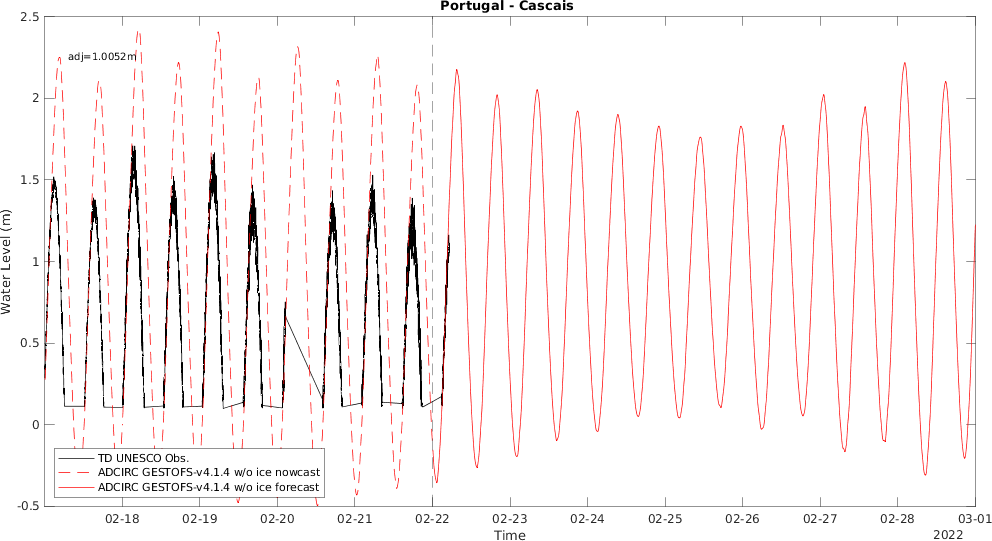 Portugal - Cascais
2.5
adj=1.0052m
2
1.5
1
0.5
0
-0.5
Water Level (m)
TD UNESCO Obs.
ADCIRC GESTOFS-v4.1.4 w/o ice nowcast
ADCIRC GESTOFS-v4.1.4 w/o ice forecast
02-18 02-19 02-20 02-21 02-22 02-23 02-24 02-25 02-26 02-27 02-28 03-01
Time
2022